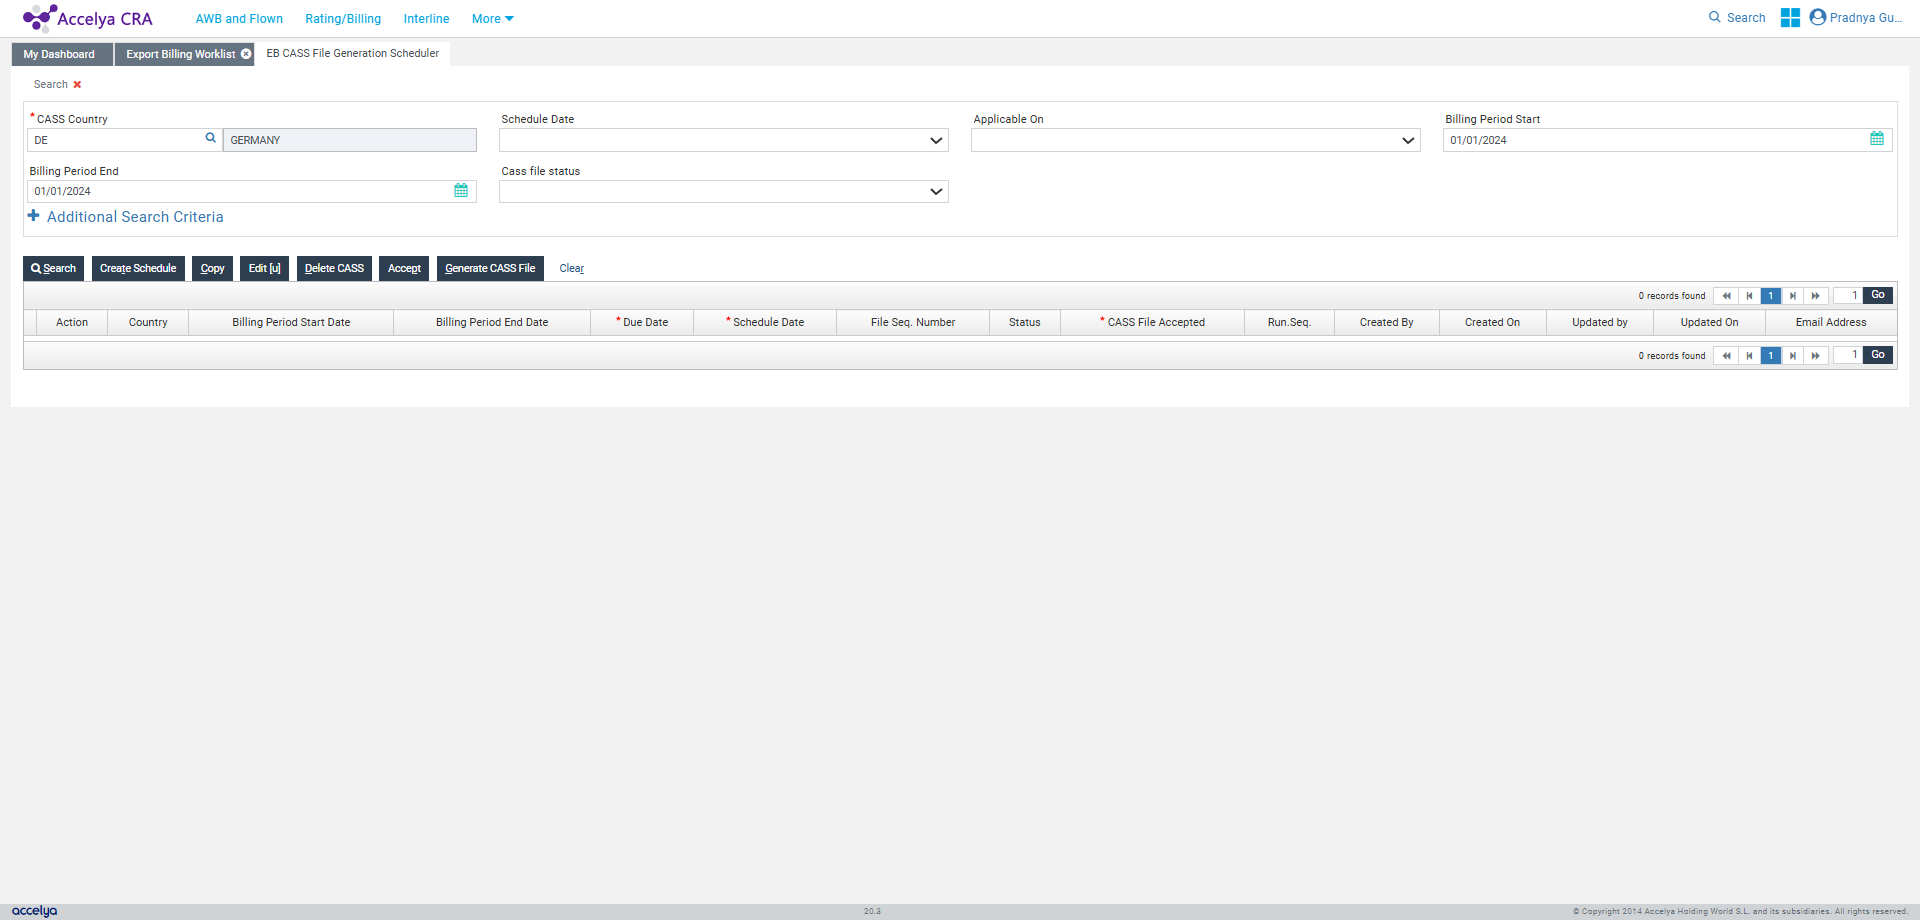 Accelya CRA AWB and Flown Rating/Billing Interline More Search Pradnya Gu...
My Dashboard Export Billing Worklist EB CASS File Generation Scheduler
Search
* CASS Country Schedule Date Applicable On Billing Period Start
DE GERMANY 01/01/2024
Billing Period End Cass file status
01/01/2024
Additional Search Criteria
Search Create Schedule Copy Edit [u] Delete CASS Accept Generate CASS File Clear
0 records found 1 1 Go
Action Country Billing Period Start Date Billing Period End Date * Due Date * Schedule Date File Seq. Number Status * CASS File Accepted Run.Seq. Created By Created On Updated by Updated On Email Address
0 records found 1 1 Go
accelya 20.3 © Copyright 2014 Accelya Holding World S.L. and its subsidiaries. All rights reserved.